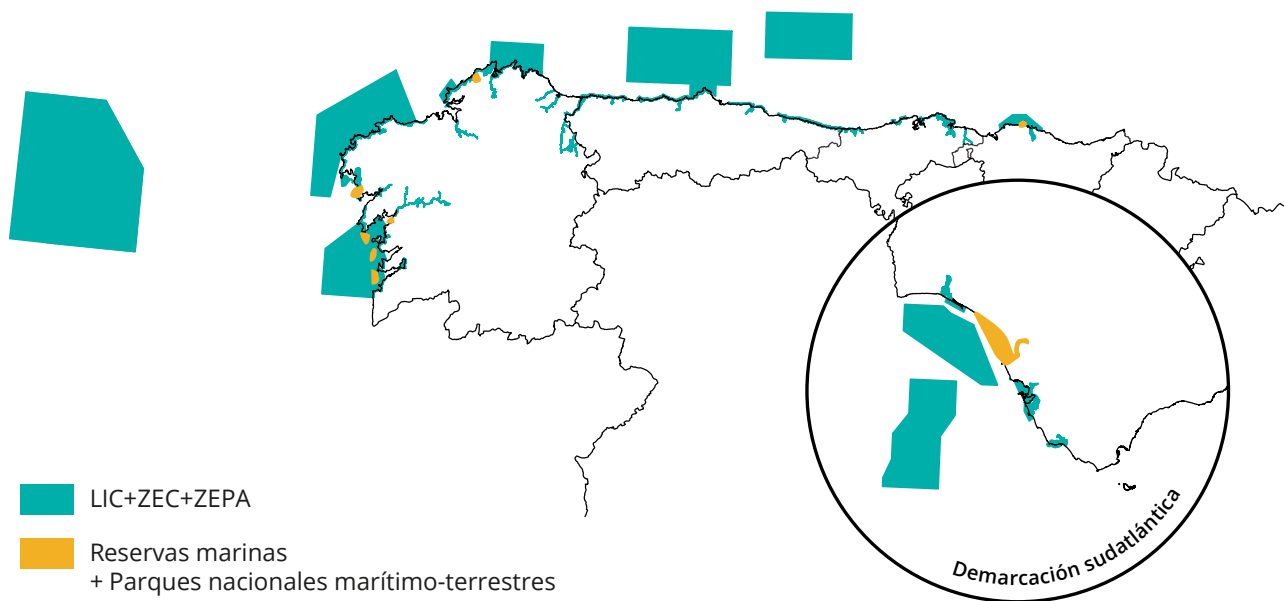 LIC+ZEC+ZEPA
Reservas marinas
+ Parques nacionales marítimo-terrestres
Demarcación sudatlántica